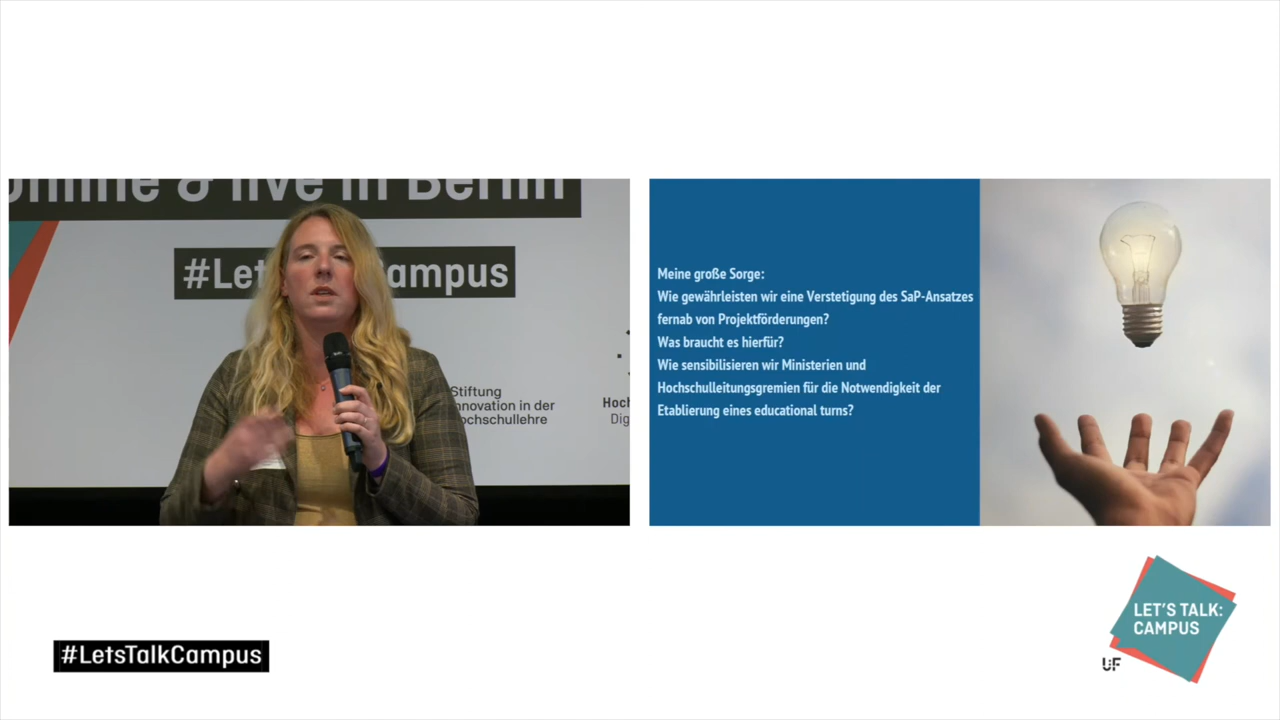 online & live in Berlin
#Let Campus
Stiftung
nnovation in der
ochschullehre
Hoch
Dig
Meine große Sorge:
Wie gewährleisten wir eine Verstetigung des SaP-Ansatzes
fernab von Projektförderungen?
Was braucht es hierfür?
Wie sensibilisieren wir Ministerien und
Hochschulleitungsgremien für die Notwendigkeit der
Etablierung eines educational turns?
#LetsTalkCampus
LET'S TALK:
CAMPUS